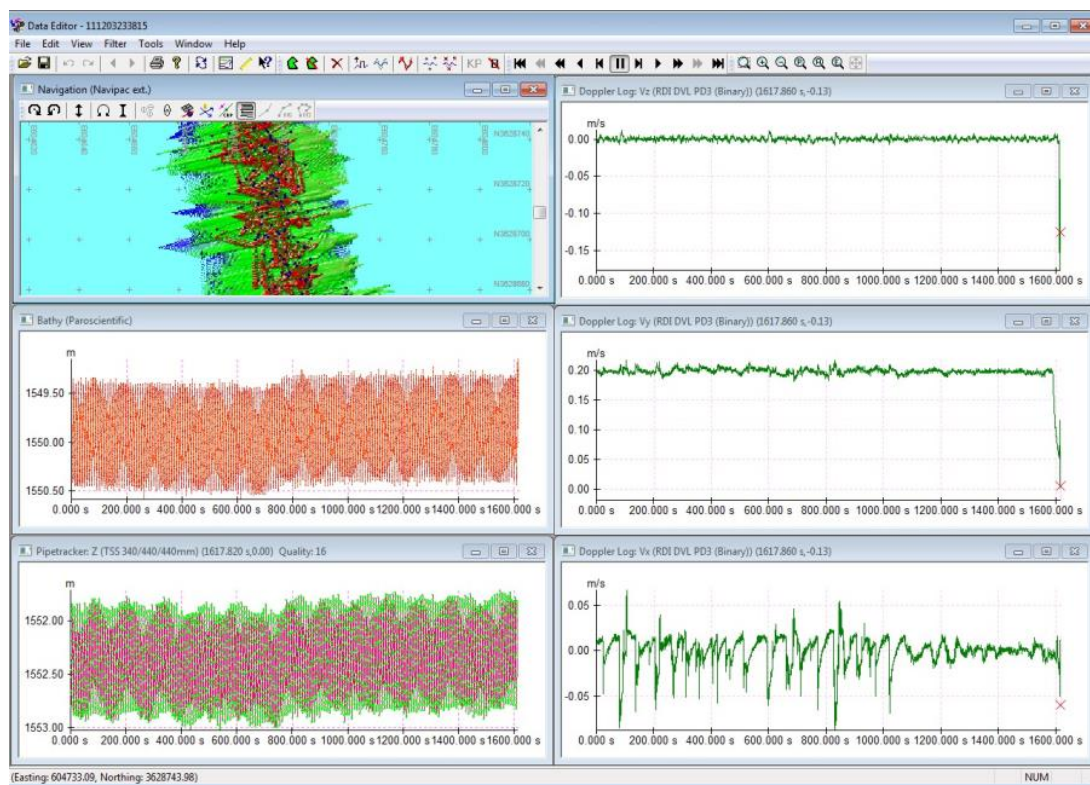 Data Editor - 111203233815
File Edit View Filter Tools Window Help
KP
Navigation (Navipac ext.)
N3628740
N3628720
N3628700
N3628680
Doppler Log: Vz (RDI DVL PD3 (Binary)) (1617.860 s,-0.13)
m/s
0.00
-0.05
-0.10
-0.15
0.000 s 200.000 s 400.000 s 600.000 s 800.000 s 1000.000 s 1200.000 s 1400.000 s 1600.000 s
Bathy (Paroscientific)
m
1549.50
1550.00
1550.50
0.000 s 200.000 s 400.000 s 600.000 s 800.000 s 1000.000 s 1200.000 s 1400.000 s 1600.000 s
Doppler Log: Vy (RDI DVL PD3 (Binary)) (1617.860 s,-0.13)
m/s
0.20
0.15
0.10
0.05
0.00
0.000 s 200.000 s 400.000 s 600.000 s 800.000 s 1000.000 s 1200.000 s 1400.000 s 1600.000 s
Pipetracker: Z (TSS 340/440/440mm) (1617.820 s,0.00) Quality: 16
m
1552.00
1552.50
1553.00
0.000 s 200.000 s 400.000 s 600.000 s 800.000 s 1000.000 s 1200.000 s 1400.000 s 1600.000 s
Doppler Log: Vx (RDI DVL PD3 (Binary)) (1617.860 s,-0.13)
m/s
0.05
0.00
-0.05
0.000 s 200.000 s 400.000 s 600.000 s 800.000 s 1000.000 s 1200.000 s 1400.000 s 1600.000 s
(Easting: 604733.09, Northing: 3628743.98)
NUM